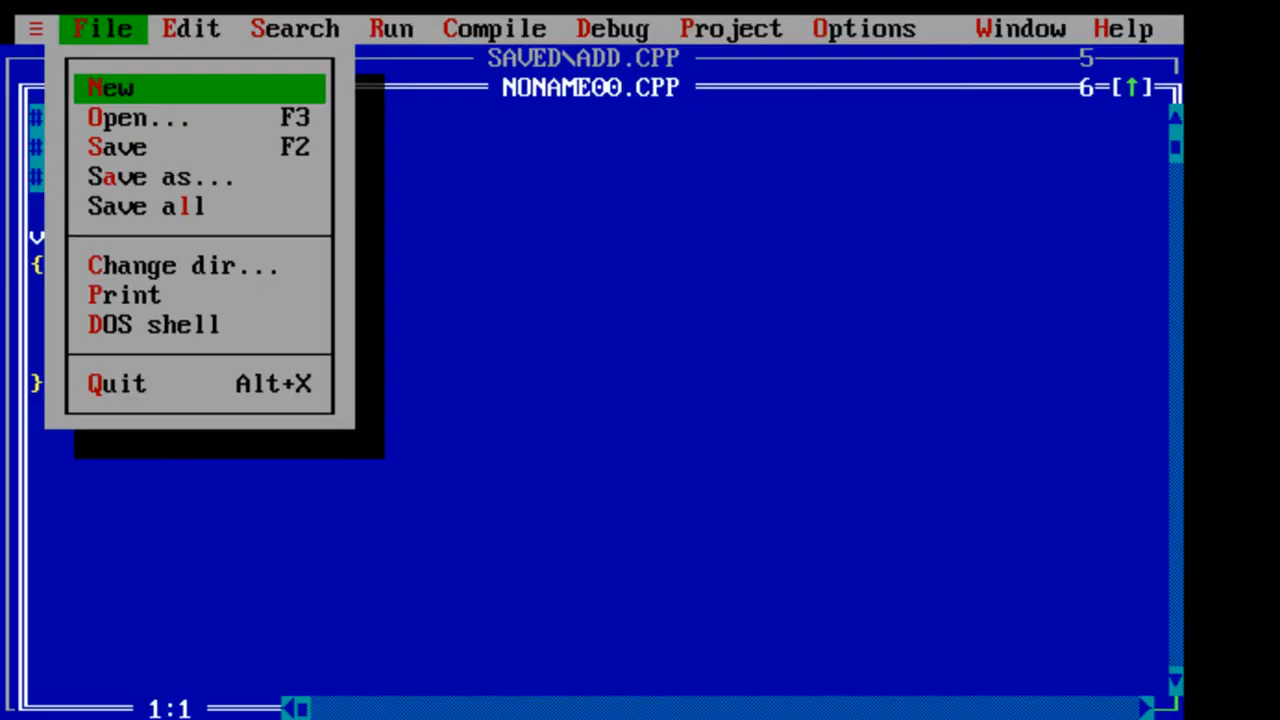 ≡ File Edit Search Run Compile Debug Project Options Window Help
SAVED\ADD.CPP 5
NONAME00.CPP 6=[↑]
New
#
Open... F3
#
Save F2
#
Save as...
Save all
v
{
Change dir...
Print
DOS shell
}
Quit Alt+X
1:1